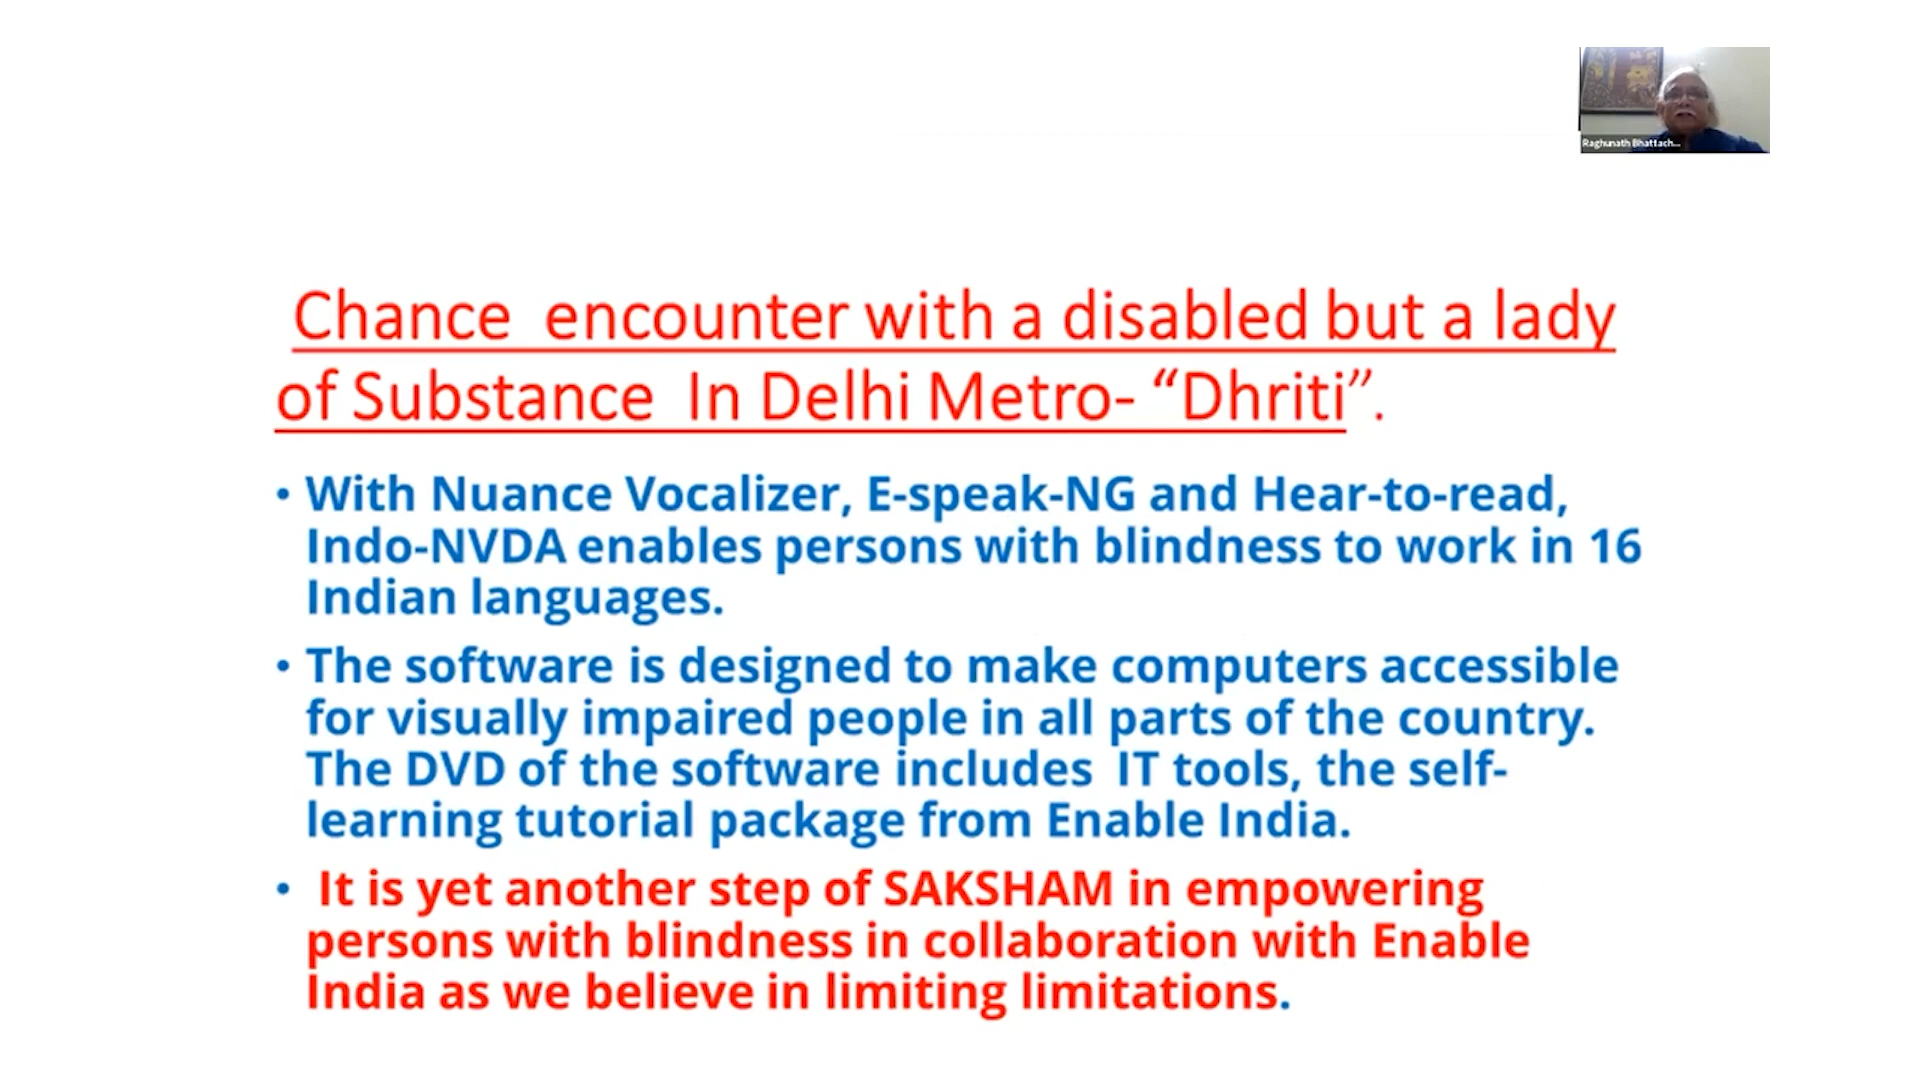 Raghunath Bhattach...
Chance encounter with a disabled but a lady
of Substance In Delhi Metro- “Dhriti”.
• With Nuance Vocalizer, E-speak-NG and Hear-to-read,
Indo-NVDA enables persons with blindness to work in 16
Indian languages.
• The software is designed to make computers accessible
for visually impaired people in all parts of the country.
The DVD of the software includes IT tools, the self-
learning tutorial package from Enable India.
• It is yet another step of SAKSHAM in empowering
persons with blindness in collaboration with Enable
India as we believe in limiting limitations.